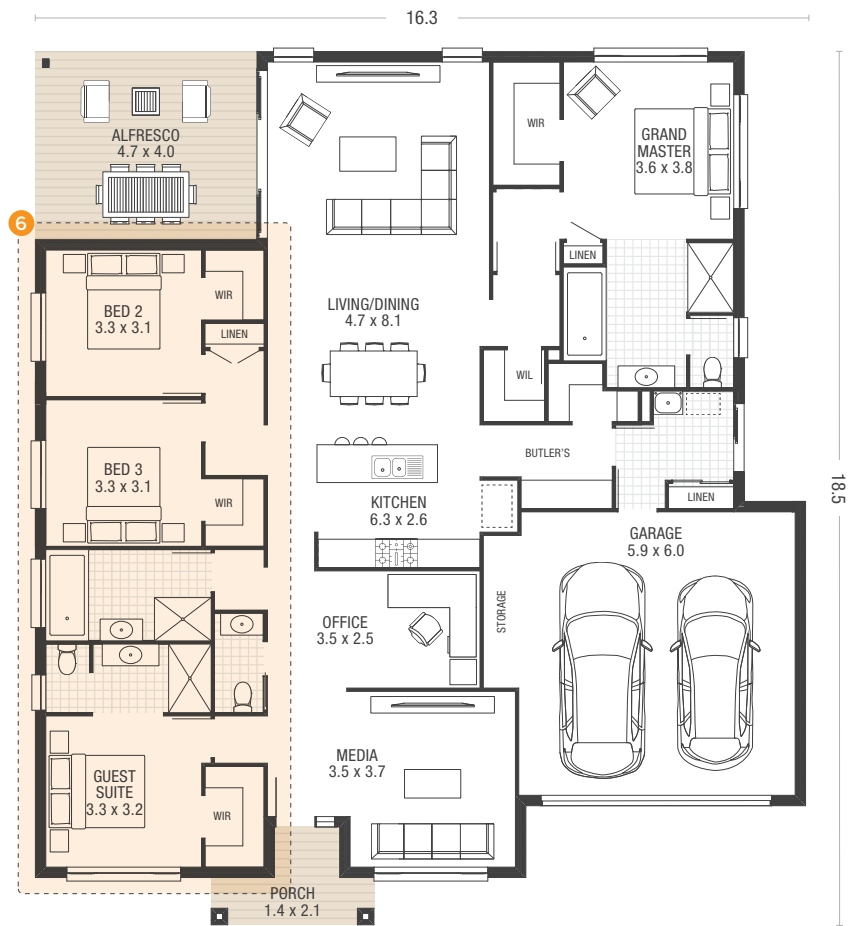 16.3
ALFRESCO
4.7 x 4.0
WIR
GRAND
MASTER
3.6 x 3.8
6
LINEN
BED 2
3.3 x 3.1
WIR
LINEN
LIVING/DINING
4.7 x 8.1
WIL
BED 3
3.3 x 3.1
WIR
BUTLER'S
KITCHEN
6.3 x 2.6
LINEN
18.5
GARAGE
5.9 x 6.0
STORAGE
OFFICE
3.5 x 2.5
MEDIA
3.5 x 3.7
GUEST
SUITE
3.3 x 3.2
WIR
PORCH
1.4 x 2.1